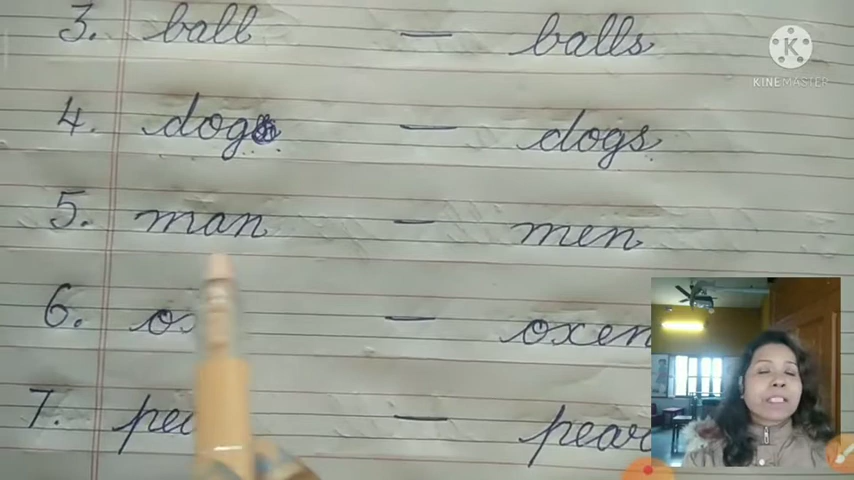 3. ball — balls
KINEMASTER
4. dog — dogs
5. man — men
6. — oxen
7. —